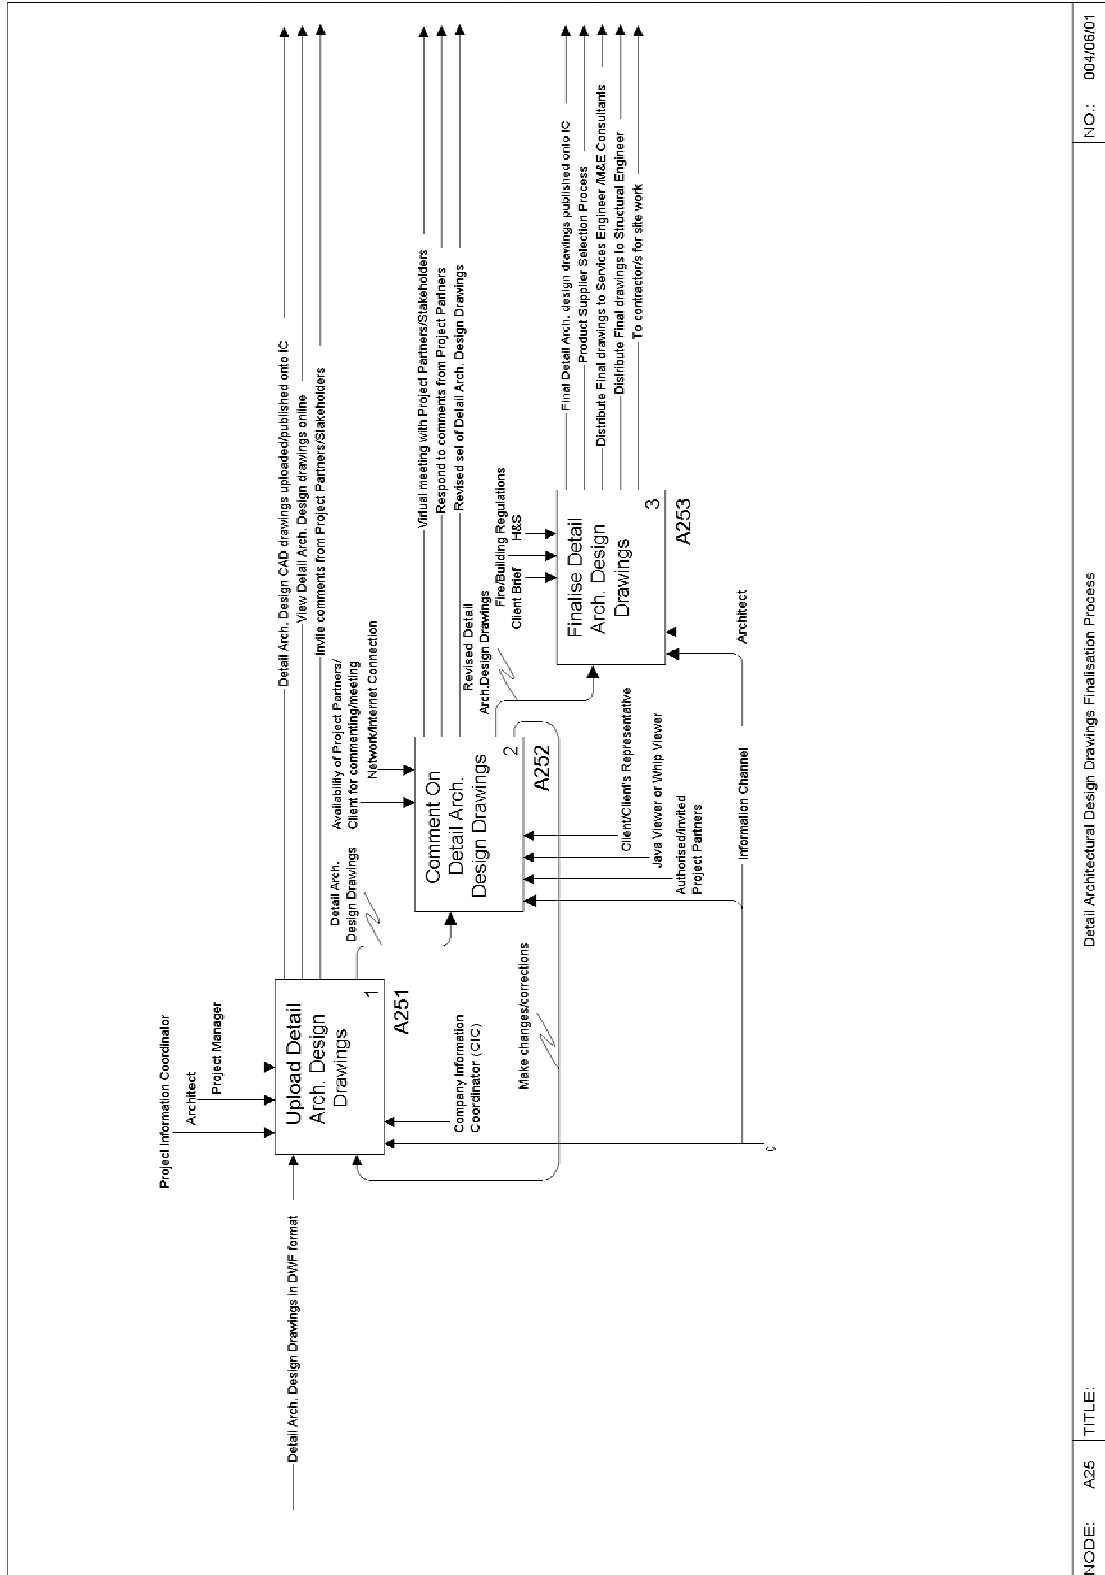 Project Information Coordinator
Architect
Project Manager
Detail Arch. Design Drawings in DWF format
Upload Detail
Arch. Design
Drawings
1
A251
Detail Arch. Design CAD drawings uploaded/published onto IC
View Detail Arch. Design drawings online
Invite comments from Project Partners/Stakeholders
Detail Arch.
Design Drawings
Company Information
Coordinator (CIC)
Availability of Project Partners/
Client for commenting/meeting
Network/Internet Connection
Comment On
Detail Arch.
Design Drawings
2
A252
Virtual meeting with Project Partners/Stakeholders
Respond to comments from Project Partners
Revised set of Detail Arch. Design Drawings
Revised Detail
Arch.Design Drawings
Make changes/corrections
Client/Client's Representative
Java Viewer or Whip Viewer
Authorised/invited
Project Partners
Fire/Building Regulations
H&S
Client Brief
Finalise Detail
Arch. Design
Drawings
3
A253
Final Detail Arch. design drawings published onto IC
Product Supplier Selection Process
Distribute Final drawings to Services Engineer /M&E Consultants
Distribute Final drawings to Structural Engineer
To contractor/s for site work
Information Channel
Architect
NODE: A25
TITLE: Detail Architectural Design Drawings Finalisation Process
NO.: 004/06/01